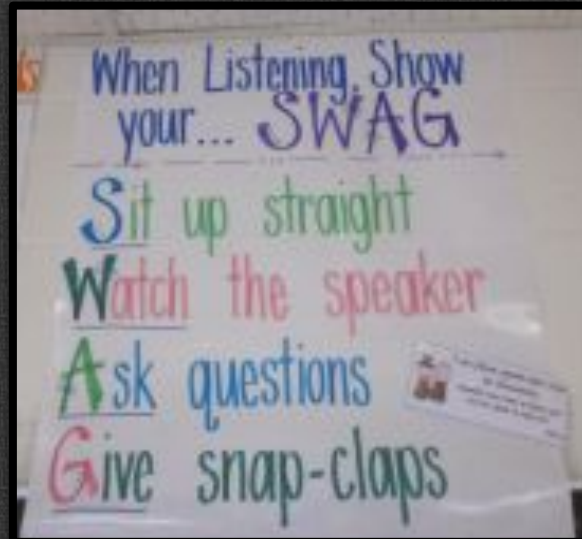 When Listening, Show
your... SWAG
Sit up straight
Watch the speaker
Ask questions
Give snap-claps